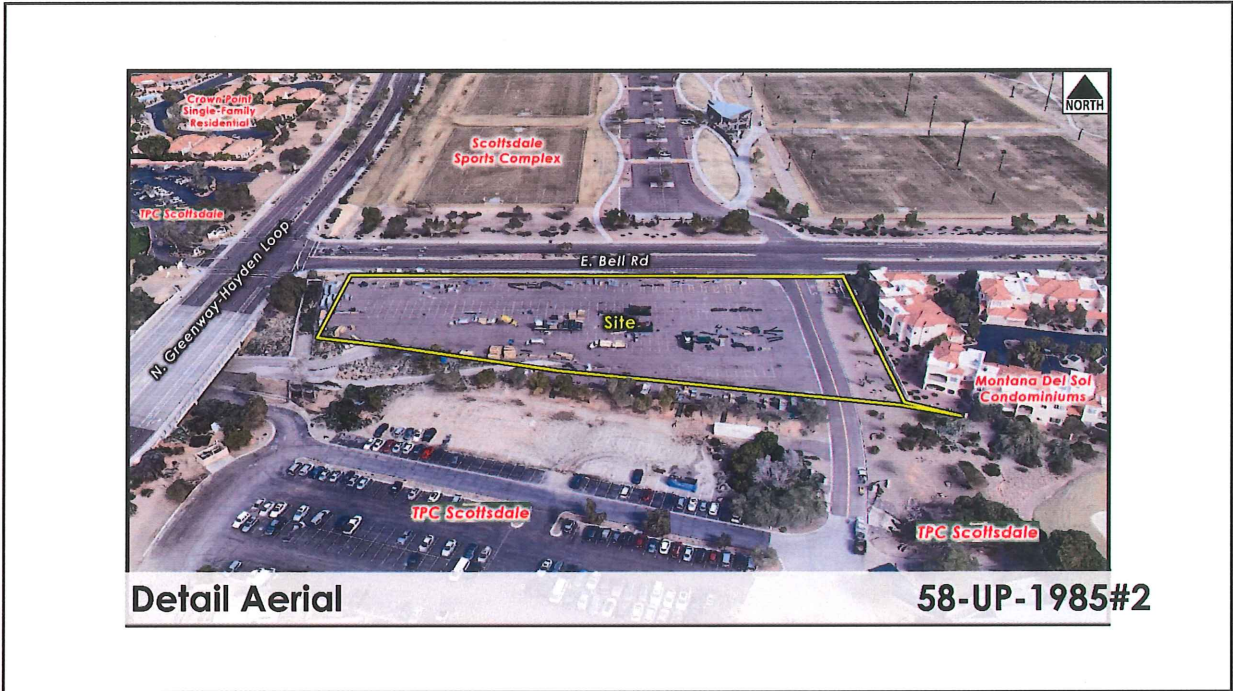 NORTH
Crown Point
Single-Family
Residential
Scottsdale
Sports Complex
TPC Scottsdale
N. Greenway-Hayden Loop
E. Bell Rd
Site
Montana Del Sol
Condominiums
TPC Scottsdale
TPC Scottsdale
Detail Aerial
58-UP-1985#2